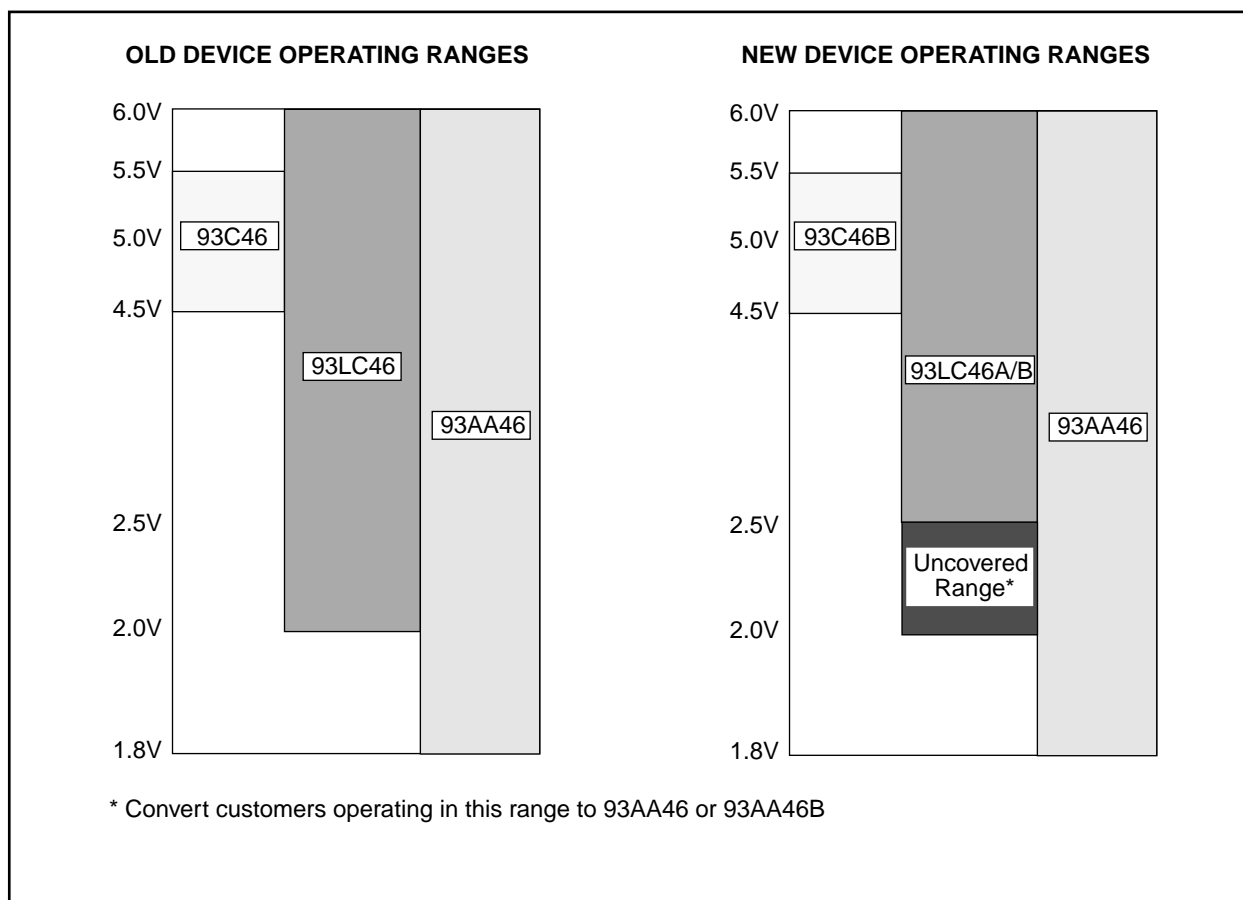 OLD DEVICE OPERATING RANGES
6.0V
5.5V
5.0V
4.5V
2.5V
2.0V
1.8V
93C46
93LC46
93AA46
NEW DEVICE OPERATING RANGES
6.0V
5.5V
5.0V
4.5V
2.5V
2.0V
1.8V
93C46B
93LC46A/B
93AA46
Uncovered
Range*
* Convert customers operating in this range to 93AA46 or 93AA46B